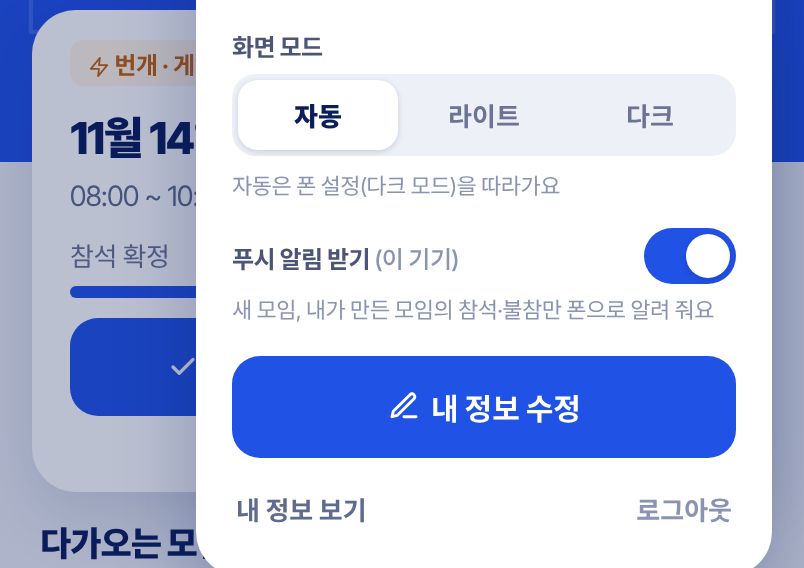 번개 · 게
11월 14
08:00 ~ 10:
참석 확정
다가오는 모
화면 모드
자동 라이트 다크
자동은 폰 설정(다크 모드)을 따라가요
푸시 알림 받기 (이 기기)
새 모임, 내가 만든 모임의 참석·불참만 폰으로 알려 줘요
내 정보 수정
내 정보 보기 로그아웃